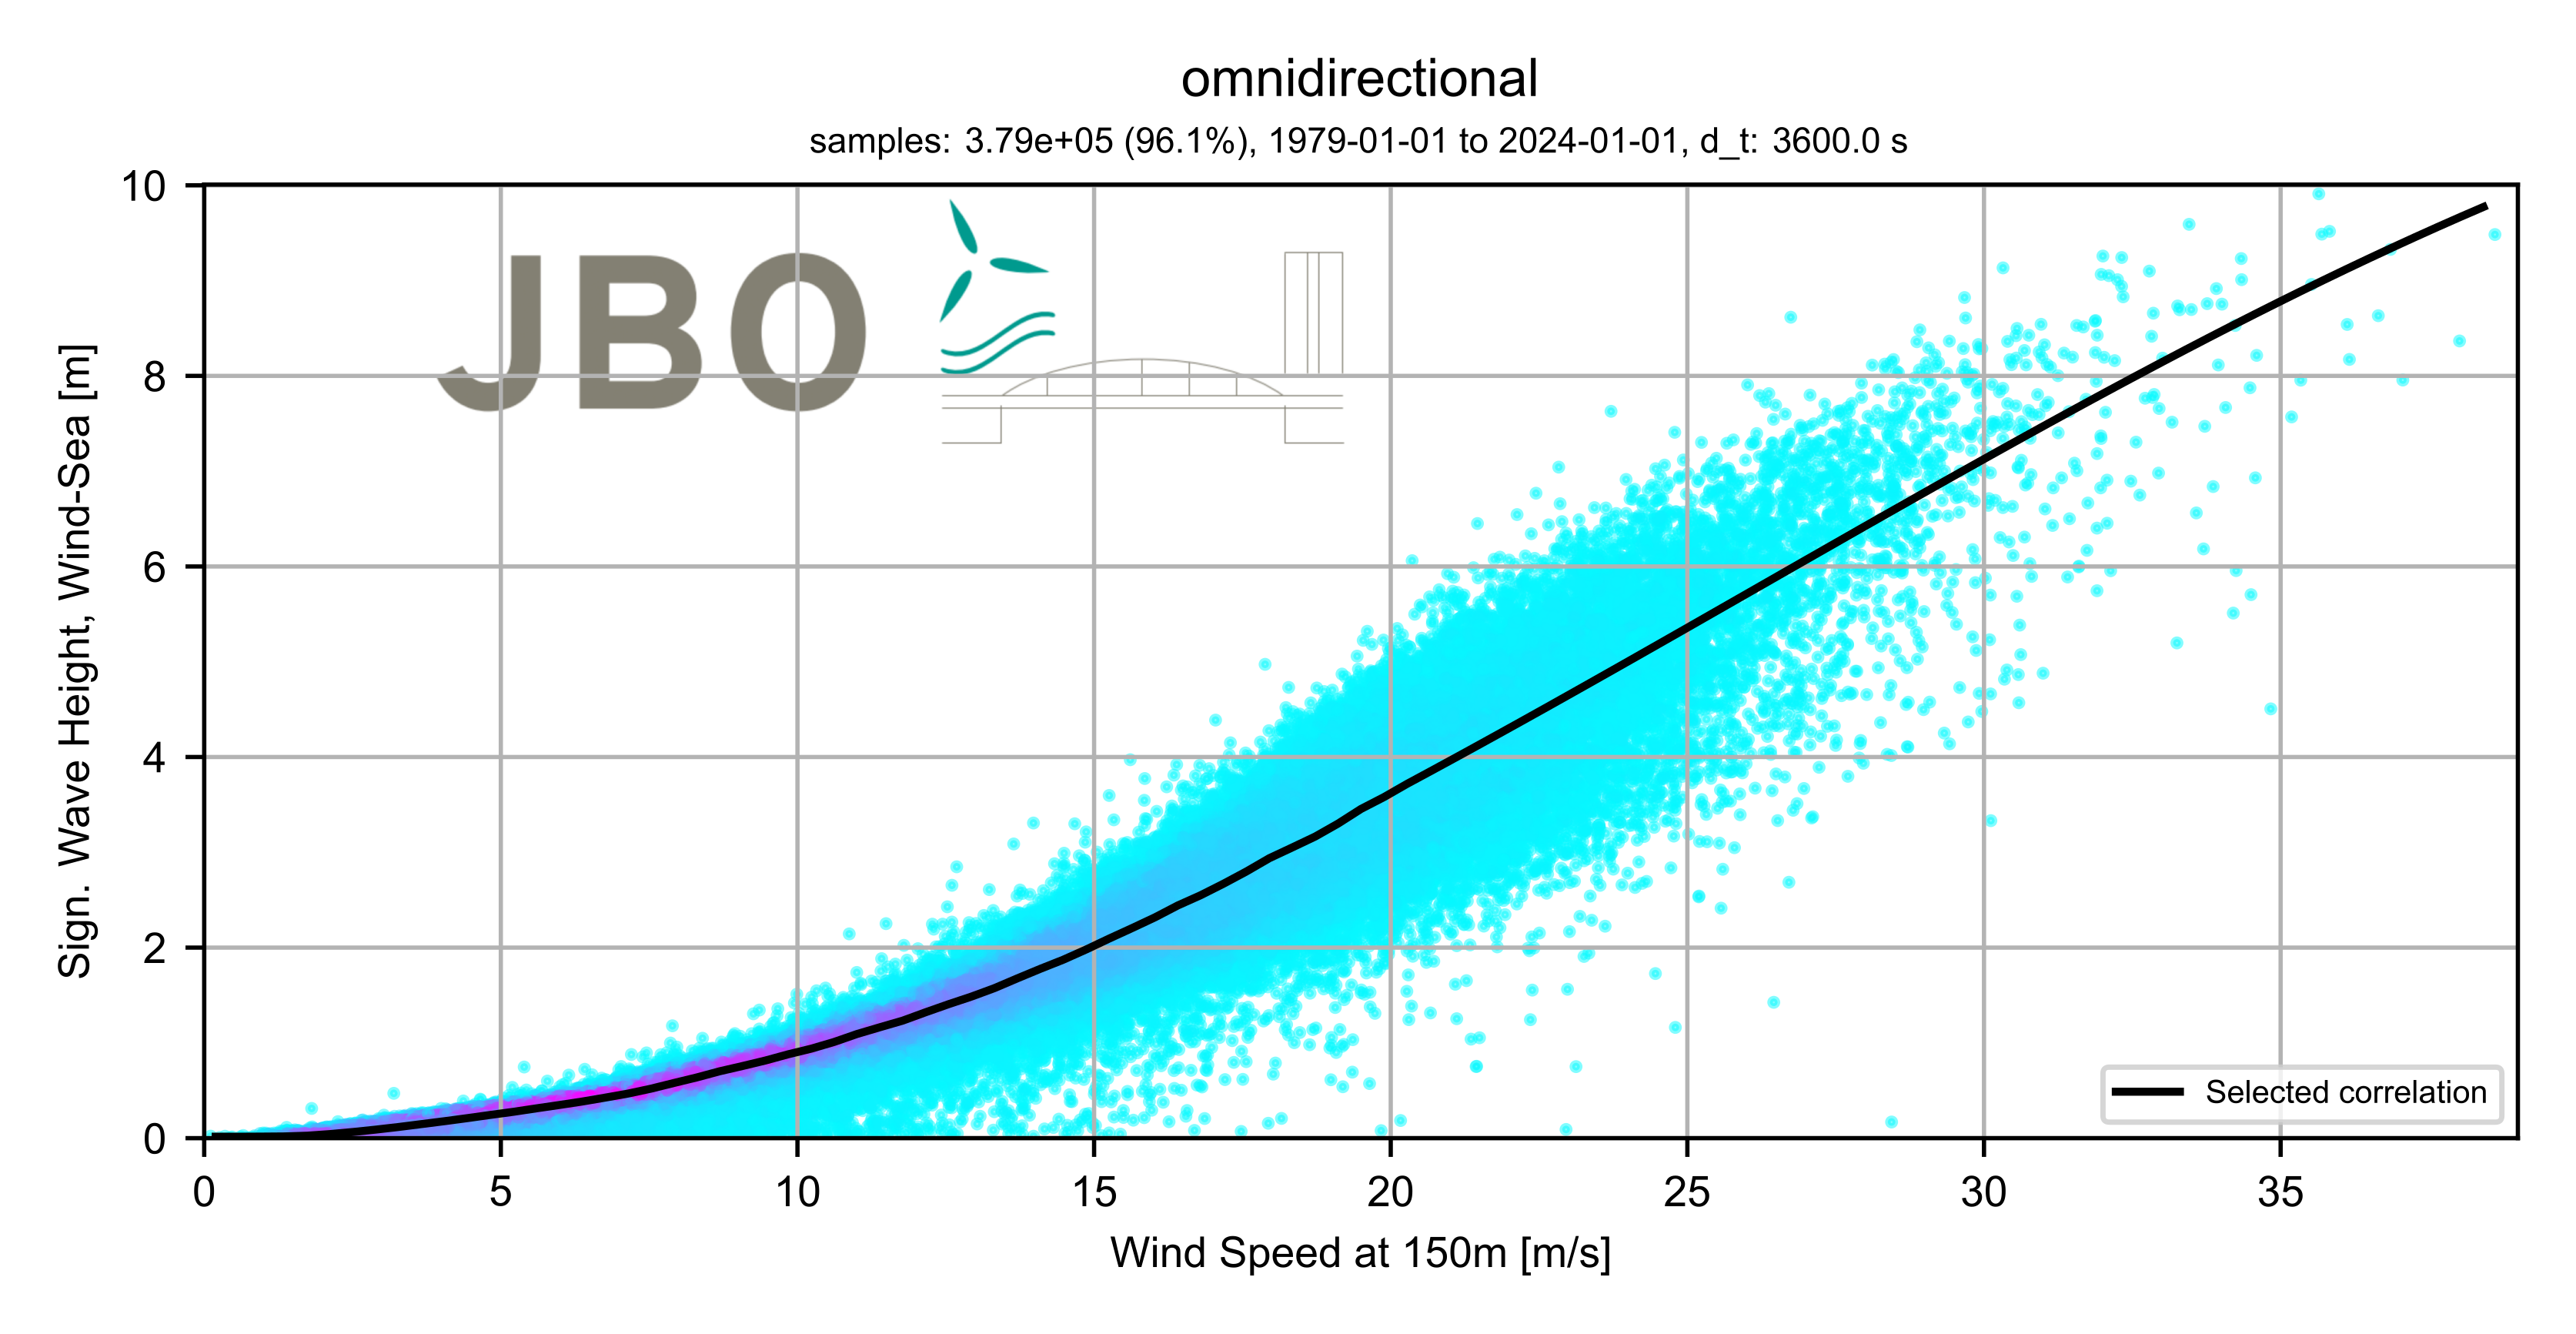 omnidirectional
samples: 3.79e+05 (96.1%), 1979-01-01 to 2024-01-01, d_t: 3600.0 s
10
8
6
4
2
0
Sign. Wave Height, Wind-Sea [m]
JBO
Selected correlation
0 5 10 15 20 25 30 35
Wind Speed at 150m [m/s]